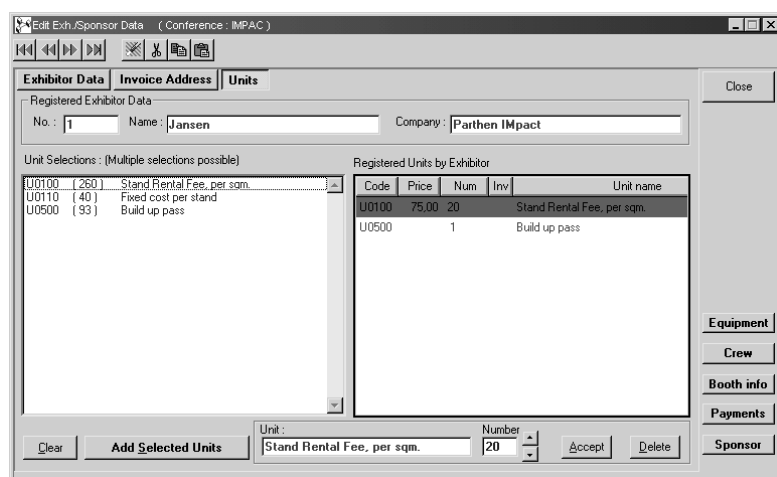 Edit Exh./Sponsor Data ( Conference : IMPAC )
Exhibitor Data Invoice Address Units
Close
Registered Exhibitor Data
No. : 1 Name : Jansen Company : Parthen IMpact
Unit Selections : (Multiple selections possible)
Registered Units by Exhibitor
U0100 ( 260 ) Stand Rental Fee, per sqm.
U0110 ( 40 ) Fixed cost per stand
U0500 ( 93 ) Build up pass
Code Price Num Inv Unit name
U0100 75,00 20 Stand Rental Fee, per sqm.
U0500 1 Build up pass
Equipment
Crew
Booth info
Payments
Sponsor
Clear Add Selected Units
Unit : Number
Stand Rental Fee, per sqm. 20 Accept Delete